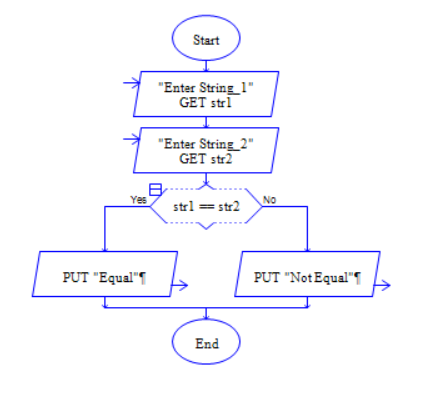 Start
"Enter String_1"
GET str1
"Enter String_2"
GET str2
Yes
str1 == str2
No
PUT "Equal"¶
PUT "Not Equal"¶
End